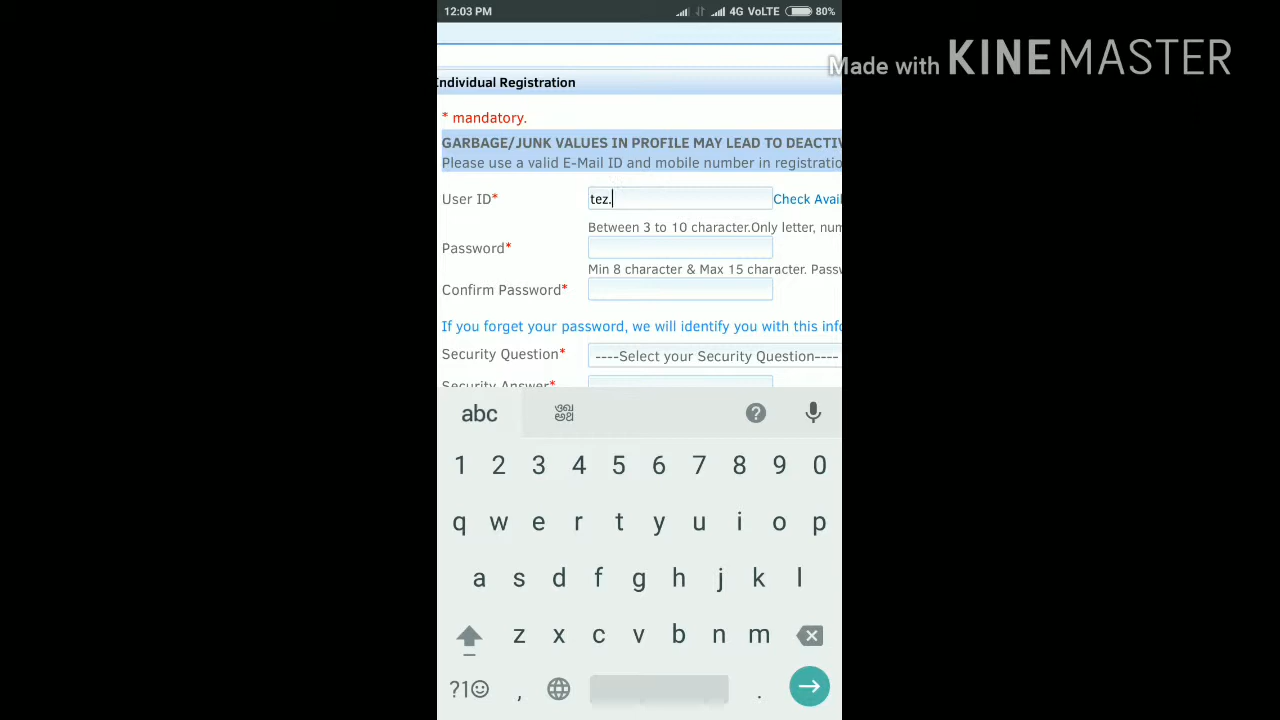 12:03 PM 4G VoLTE 80%
Made with KINEMASTER
Individual Registration
* mandatory.
GARBAGE/JUNK VALUES IN PROFILE MAY LEAD TO DEACTIV
Please use a valid E-Mail ID and mobile number in registratio
User ID* tez. Check Avail
Between 3 to 10 character.Only letter, num
Password*
Min 8 character & Max 15 character. Passw
Confirm Password*
If you forget your password, we will identify you with this info
Security Question* ----Select your Security Question----
Security Answer*
abc ?
1 2 3 4 5 6 7 8 9 0
q w e r t y u i o p
a s d f g h j k l
z x c v b n m
?1☺ , .